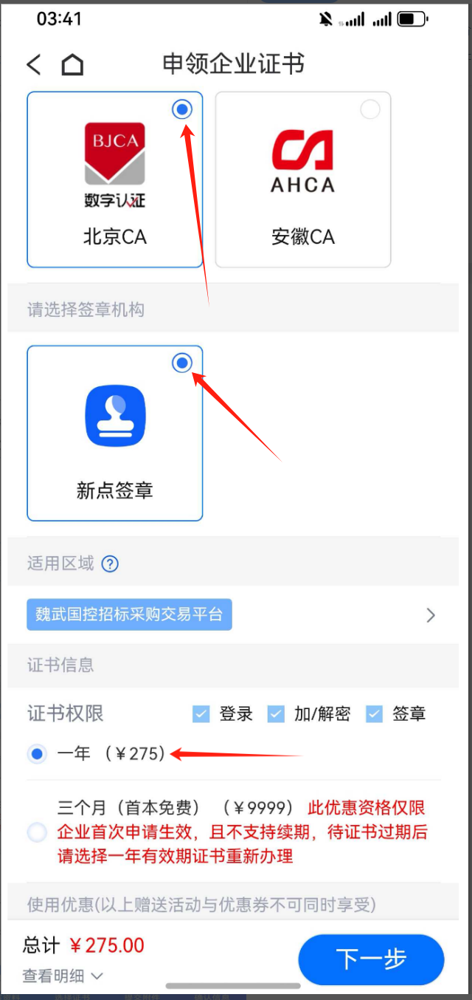 03:41
申领企业证书
BJCA
数字认证
北京CA
AHCA
安徽CA
请选择签章机构
新点签章
适用区域 ?
魏武国控招标采购交易平台
证书信息
证书权限 登录 加/解密 签章
一年 (￥275)
三个月（首本免费） （￥9999） 此优惠资格仅限
企业首次申请生效，且不支持续期，待证书过期后
请选择一年有效期证书重新办理
使用优惠(以上赠送活动与优惠券不可同时享受)
总计 ￥275.00
查看明细
下一步